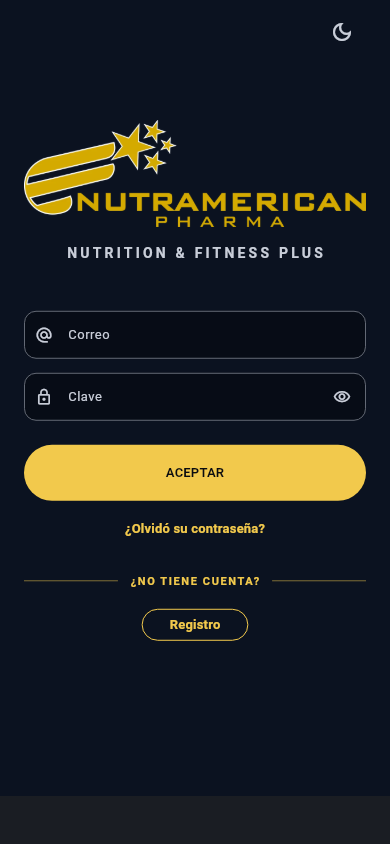 NUTRAMERICAN
PHARMA
NUTRITION & FITNESS PLUS
Correo
Clave
ACEPTAR
¿Olvidó su contraseña?
¿NO TIENE CUENTA?
Registro